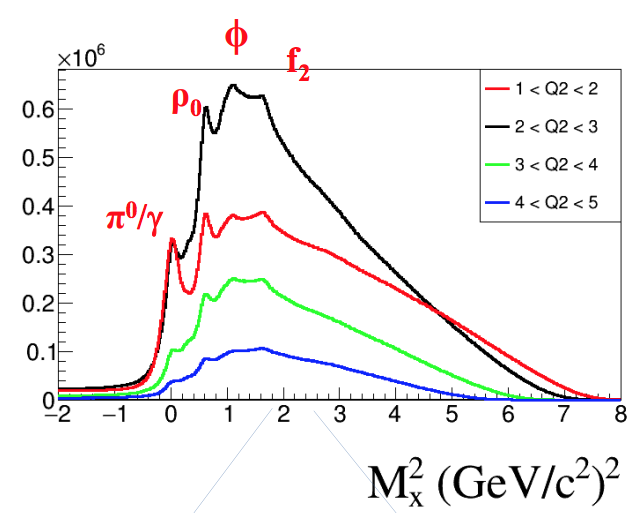 ϕ
f₂
×10⁶
ρ₀
π⁰/γ
1 < Q2 < 2
2 < Q2 < 3
3 < Q2 < 4
4 < Q2 < 5
0.6
0.5
0.4
0.3
0.2
0.1
0
−2 −1 0 1 2 3 4 5 6 7 8
Mₓ² (GeV/c²)²